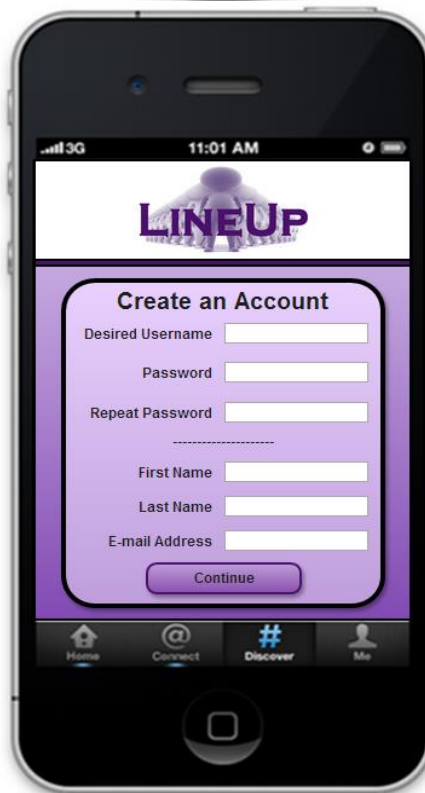 3G 11:01 AM
LINEUP
Create an Account
Desired Username
Password
Repeat Password
---------------------
First Name
Last Name
E-mail Address
Continue
Home @ Connect # Discover Me